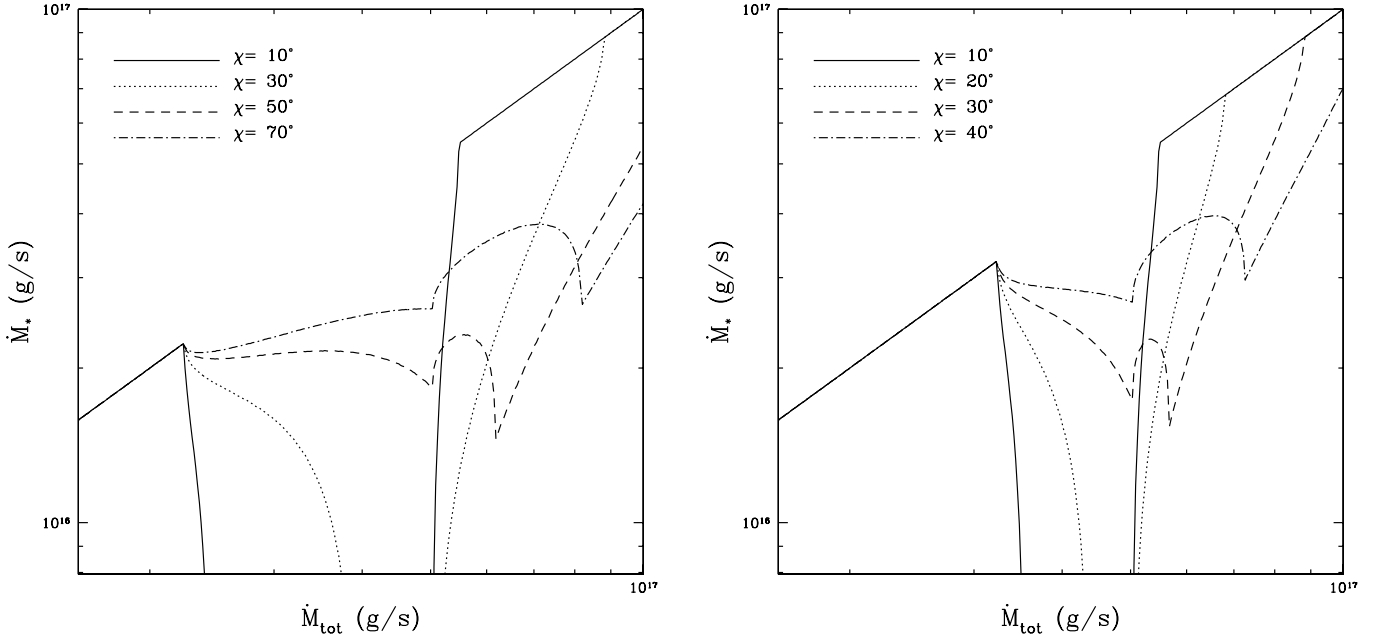 10¹⁷
χ= 10°
χ= 30°
χ= 50°
χ= 70°
Ṁ* (g/s)
10¹⁶
10¹⁷
Ṁtot (g/s)
10¹⁷
χ= 10°
χ= 20°
χ= 30°
χ= 40°
Ṁ* (g/s)
10¹⁶
10¹⁷
Ṁtot (g/s)